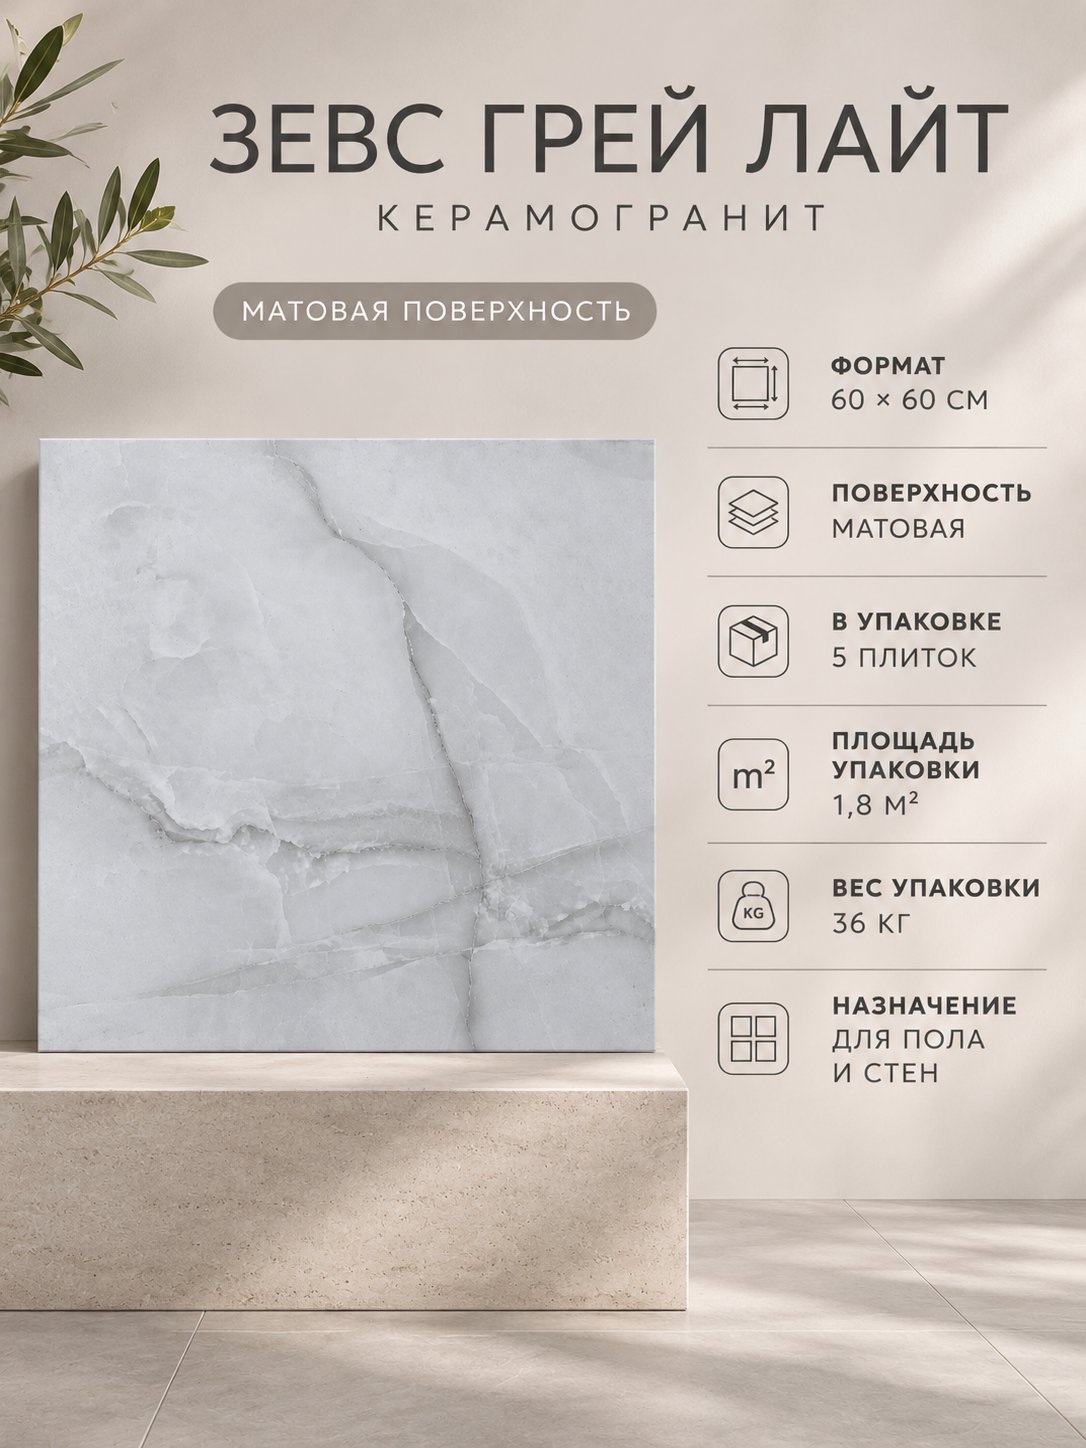 ЗЕВС ГРЕЙ ЛАЙТ
КЕРАМОГРАНИТ
МАТОВАЯ ПОВЕРХНОСТЬ
ФОРМАТ
60 × 60 СМ
ПОВЕРХНОСТЬ
МАТОВАЯ
В УПАКОВКЕ
5 ПЛИТОК
m²
ПЛОЩАДЬ
УПАКОВКИ
1,8 М²
KG
ВЕС УПАКОВКИ
36 КГ
НАЗНАЧЕНИЕ
ДЛЯ ПОЛА
И СТЕН